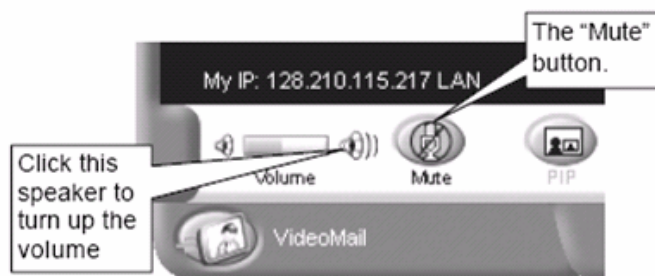 The "Mute"
button.
My IP: 128.210.115.217 LAN
Click this
speaker to
turn up the
volume
Volume
Mute
PIP
VideoMail